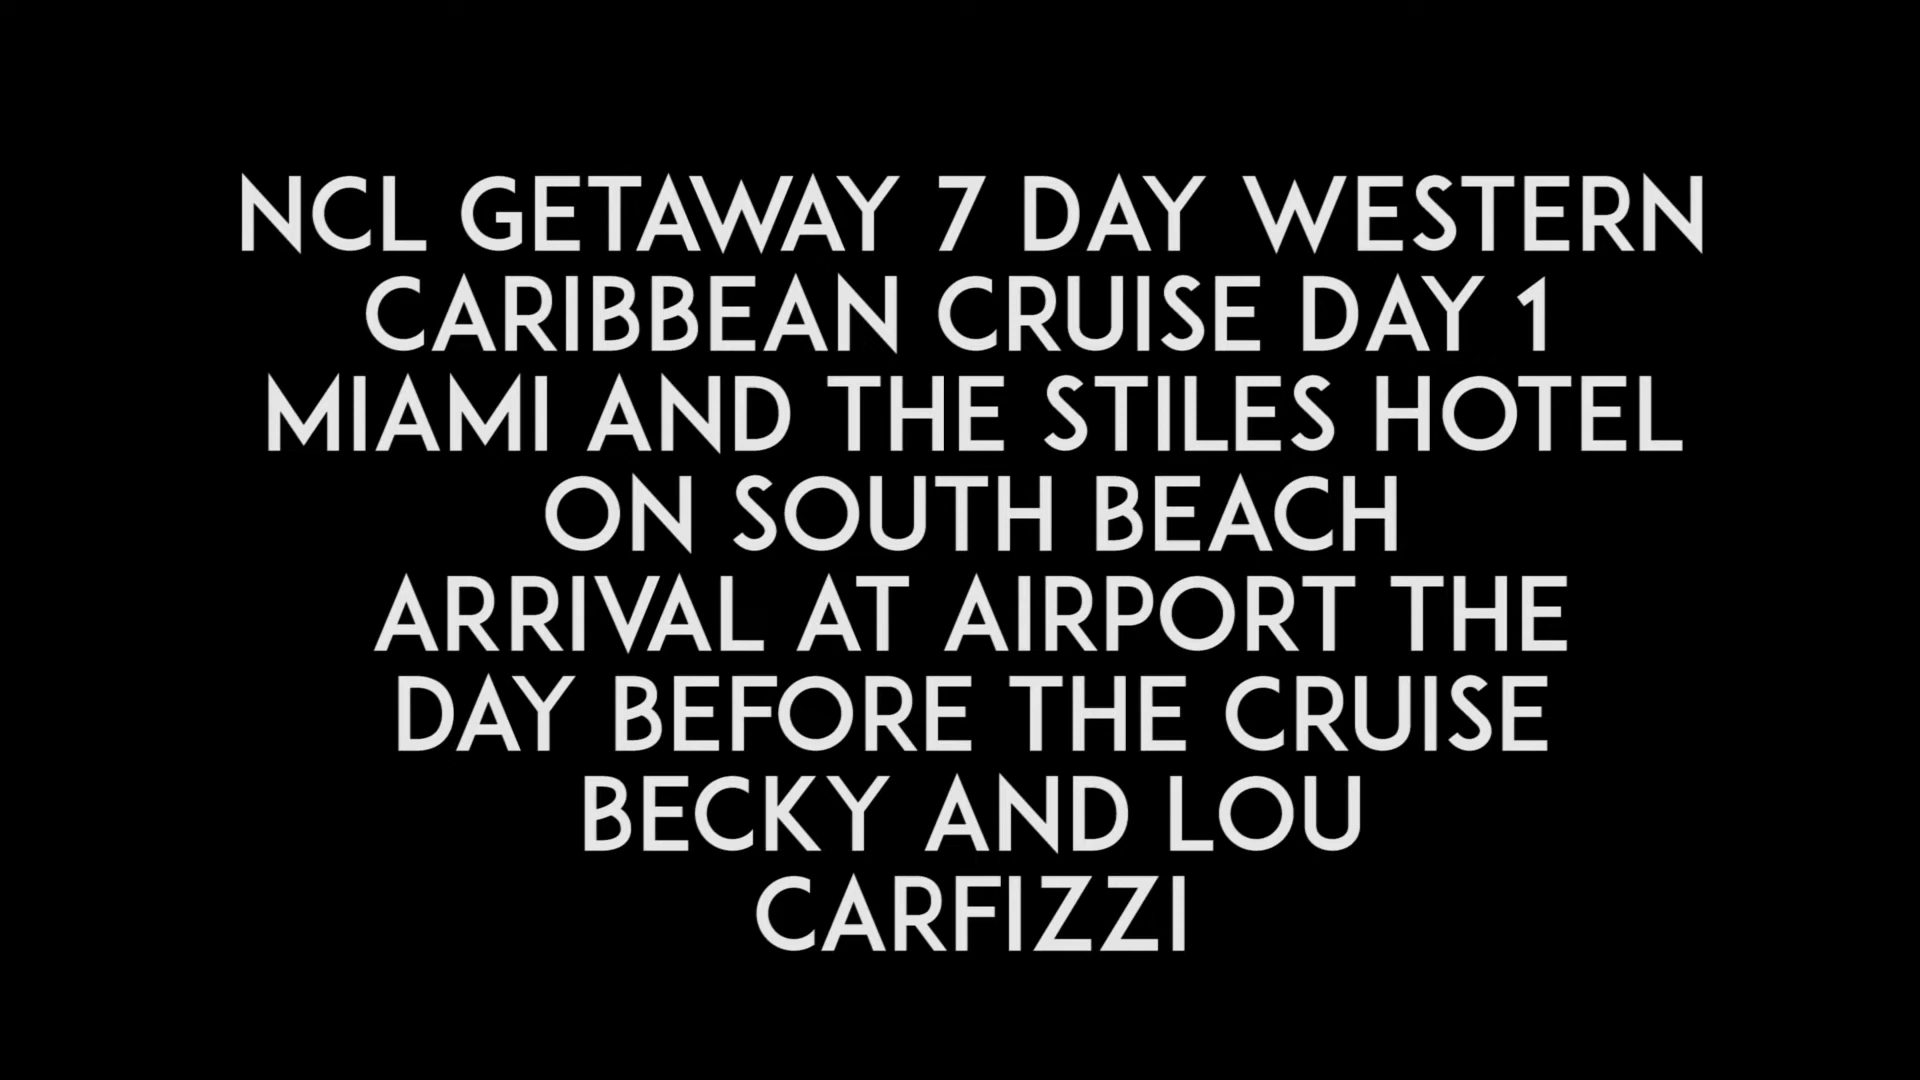 NCL GETAWAY 7 DAY WESTERN
CARIBBEAN CRUISE DAY 1
MIAMI AND THE STILES HOTEL
ON SOUTH BEACH
ARRIVAL AT AIRPORT THE
DAY BEFORE THE CRUISE
BECKY AND LOU
CARFIZZI